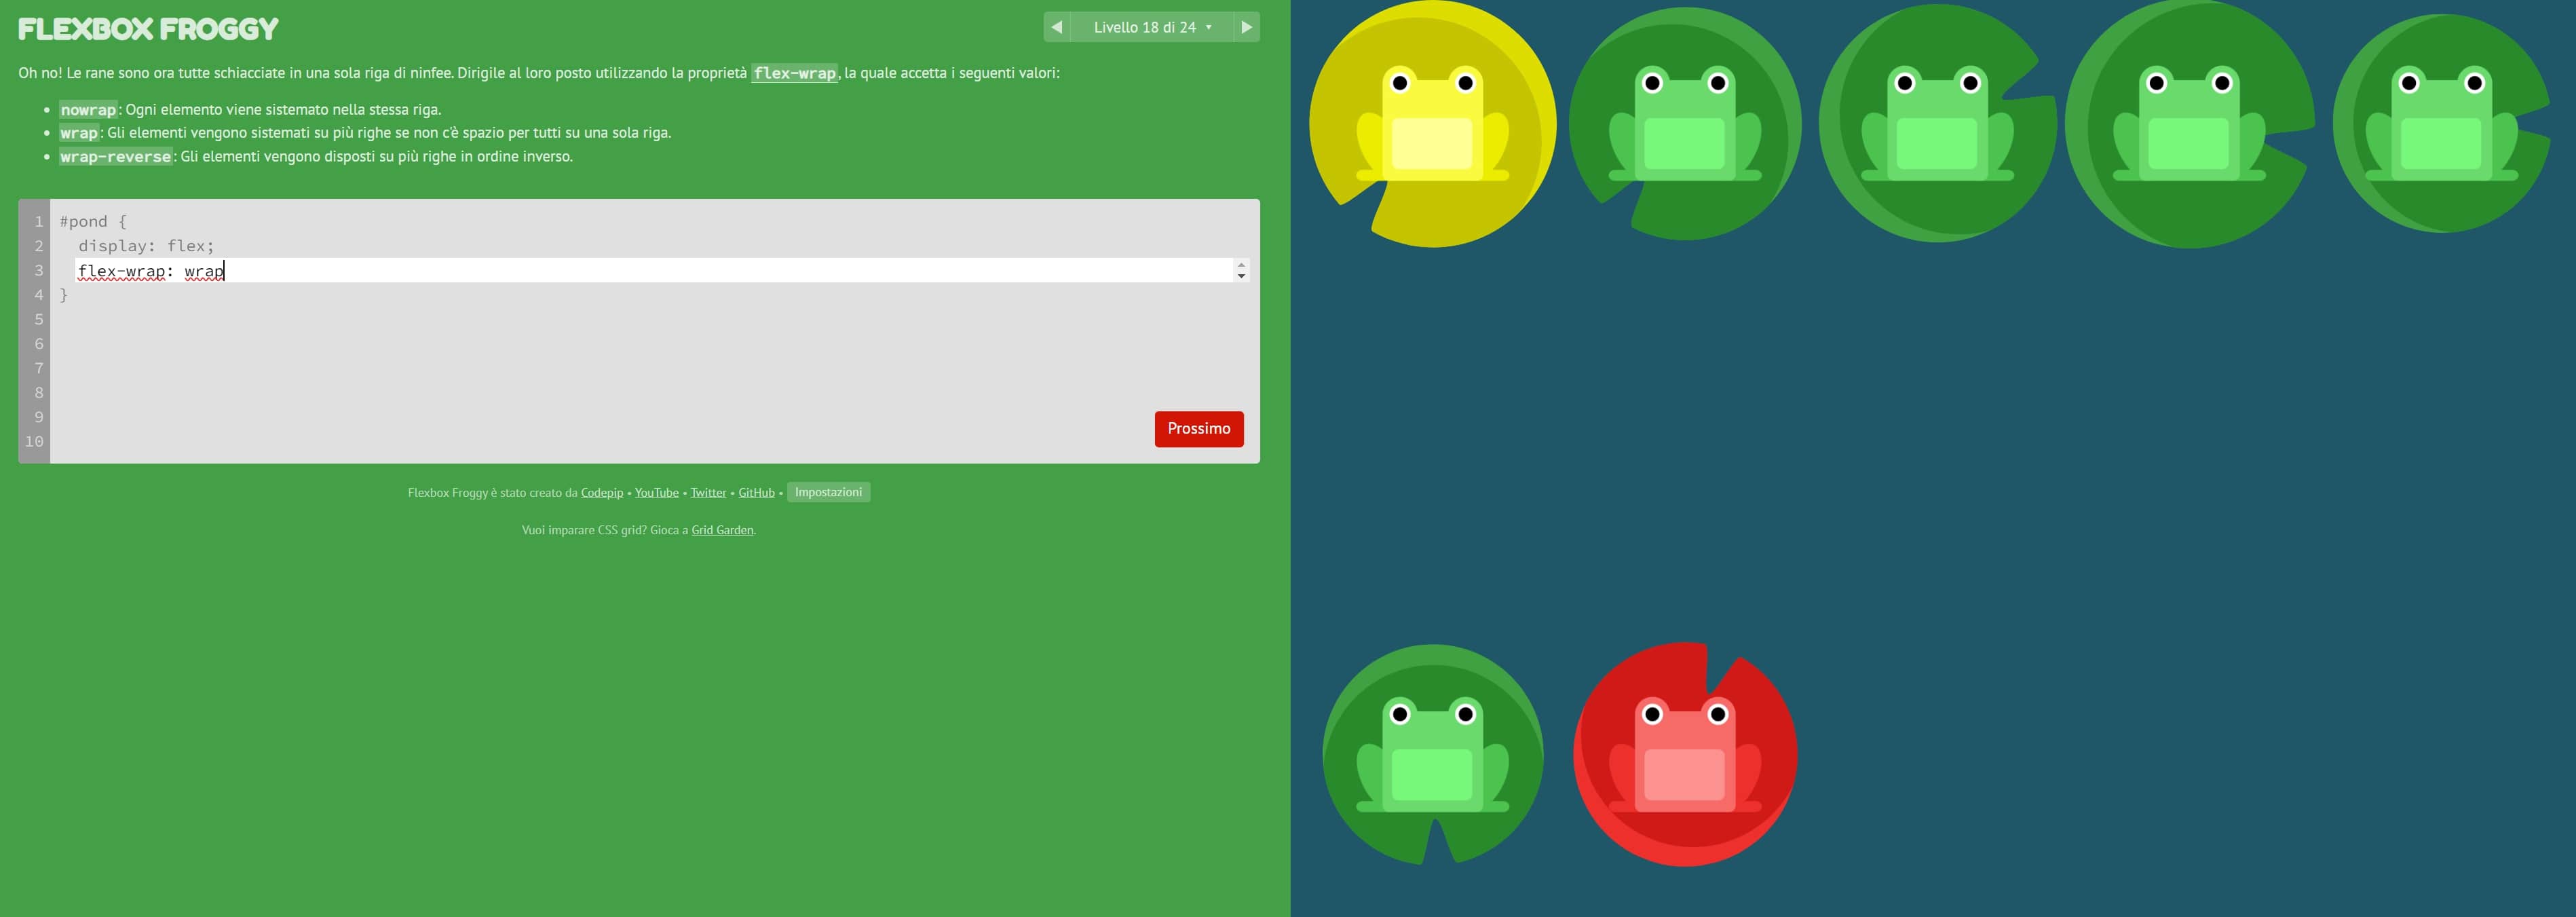 FLEXBOX FROGGY
Livello 18 di 24
Oh no! Le rane sono ora tutte schiacciate in una sola riga di ninfee. Dirigile al loro posto utilizzando la proprietà flex-wrap, la quale accetta i seguenti valori:
nowrap: Ogni elemento viene sistemato nella stessa riga.
wrap: Gli elementi vengono sistemati su più righe se non c'è spazio per tutti su una sola riga.
wrap-reverse: Gli elementi vengono disposti su più righe in ordine inverso.
1 #pond {
2 display: flex;
3 flex-wrap: wrap
4 }
5
6
7
8
9
10
Prossimo
Flexbox Froggy è stato creato da Codepip • YouTube • Twitter • GitHub • Impostazioni
Vuoi imparare CSS grid? Gioca a Grid Garden.